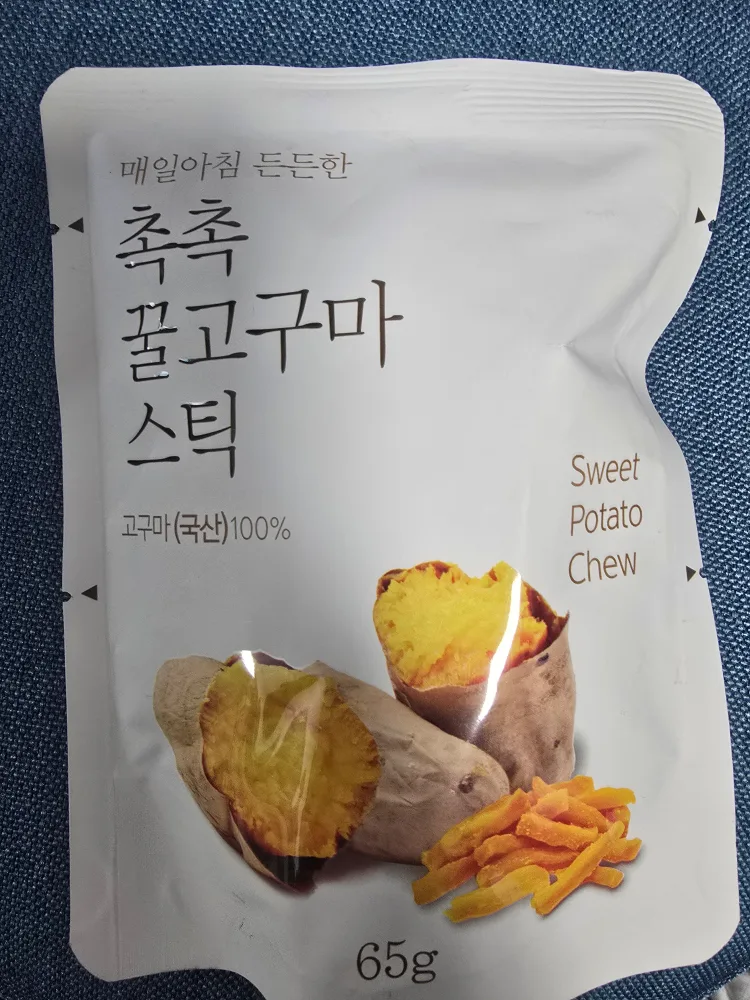 매일아침 든든한
촉촉
꿀고구마
스틱
고구마(국산)100%
Sweet
Potato
Chew
65g